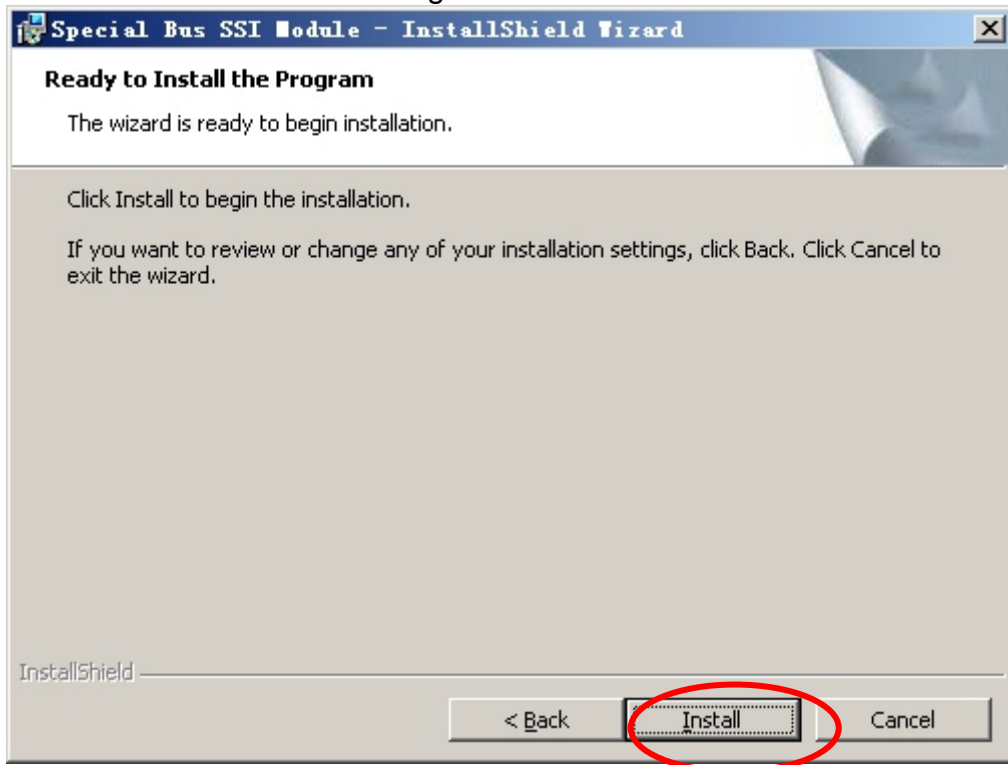 Special Bus SSI Module - InstallShield Wizard
Ready to Install the Program
The wizard is ready to begin installation.
Click Install to begin the installation.
If you want to review or change any of your installation settings, click Back. Click Cancel to
exit the wizard.
InstallShield
< Back Install Cancel